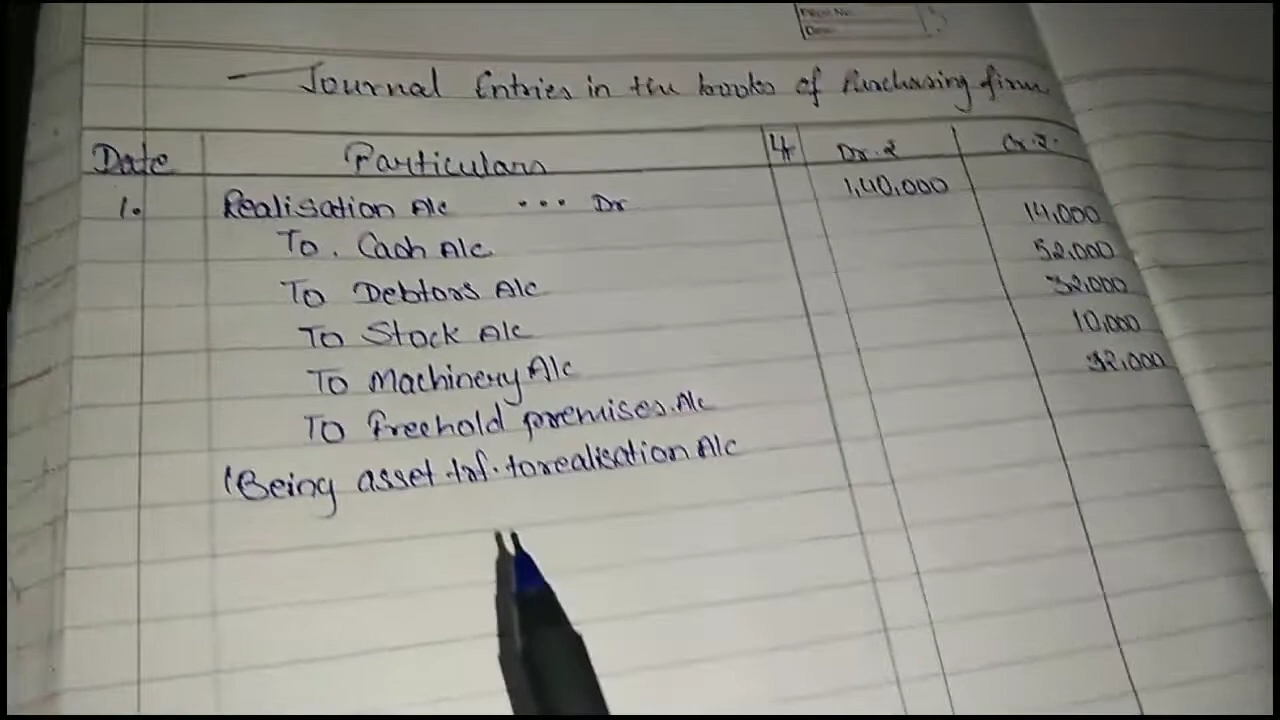 Journal Entries in the books of Purchasing firm
Date Particulars L/F Dr.₹ Cr.₹
1. Realisation A/c ... Dr 1,40,000
To. Cash A/c 14,000
To Debtors A/c 52,000
To Stock A/c 32,000
To Machinery A/c 10,000
To Freehold premises. A/c 32,000
(Being asset trf. to realisation A/c